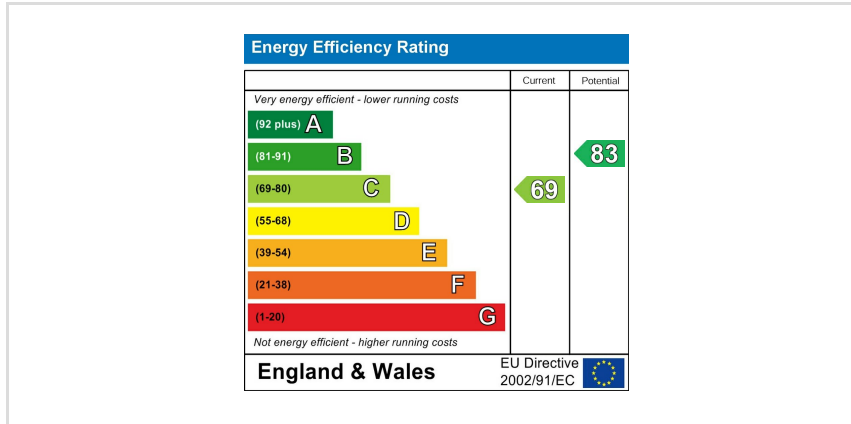 Energy Efficiency Rating
Current Potential
Very energy efficient - lower running costs
(92 plus) A
(81-91) B
83
(69-80) C
69
(55-68) D
(39-54) E
(21-38) F
(1-20) G
Not energy efficient - higher running costs
England & Wales
EU Directive
2002/91/EC